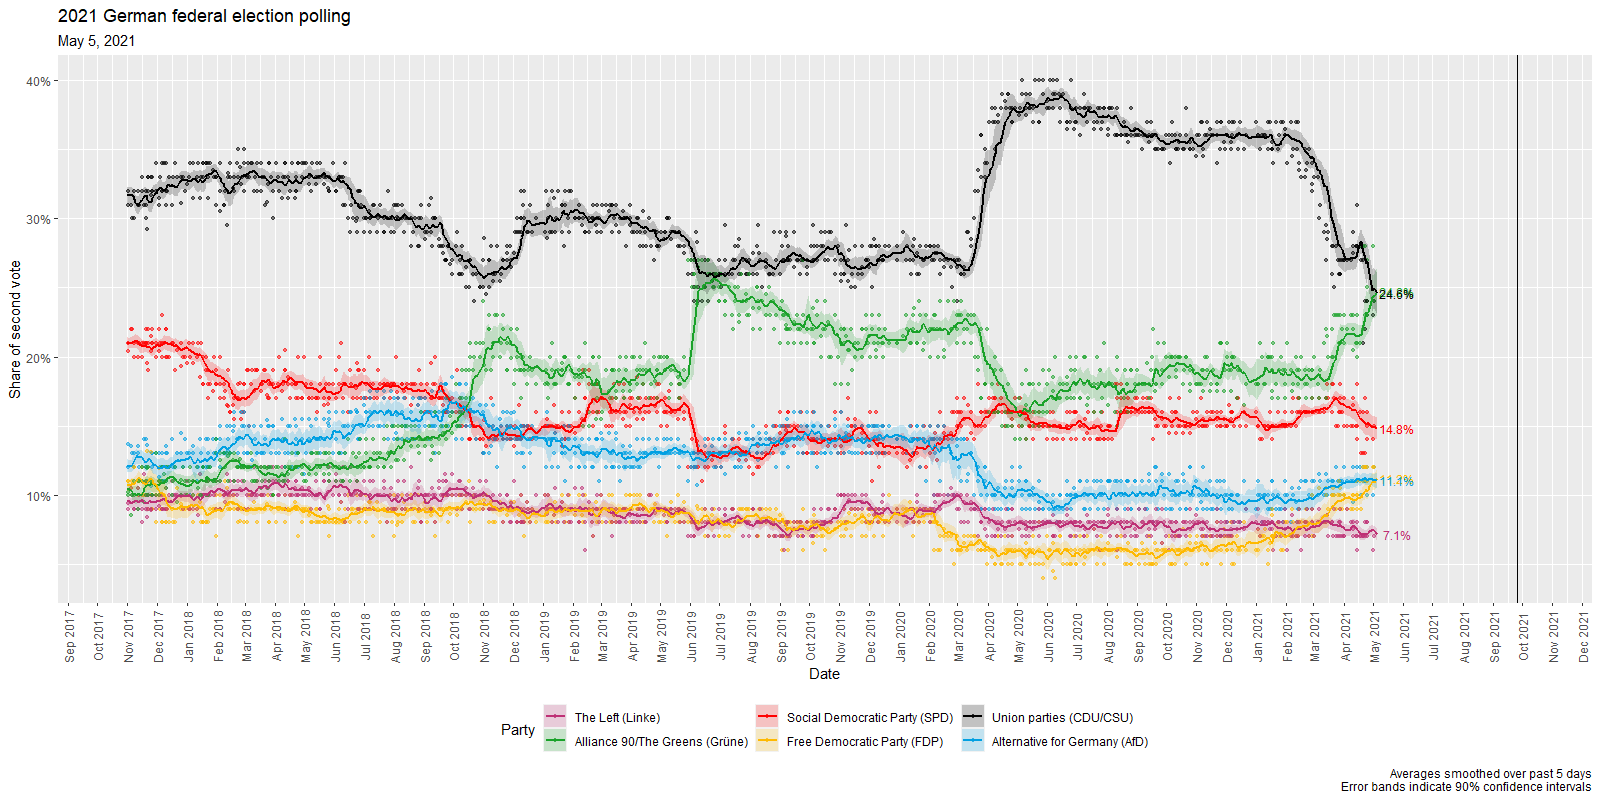 2021 German federal election polling
May 5, 2021
Share of second vote
40%
30%
20%
10%
24.6%
14.8%
11.1%
7.1%
Sep 2017
Oct 2017
Nov 2017
Dec 2017
Jan 2018
Feb 2018
Mar 2018
Apr 2018
May 2018
Jun 2018
Jul 2018
Aug 2018
Sep 2018
Oct 2018
Nov 2018
Dec 2018
Jan 2019
Feb 2019
Mar 2019
Apr 2019
May 2019
Jun 2019
Jul 2019
Aug 2019
Sep 2019
Oct 2019
Nov 2019
Dec 2019
Jan 2020
Feb 2020
Mar 2020
Apr 2020
May 2020
Jun 2020
Jul 2020
Aug 2020
Sep 2020
Oct 2020
Nov 2020
Dec 2020
Jan 2021
Feb 2021
Mar 2021
Apr 2021
May 2021
Jun 2021
Jul 2021
Aug 2021
Sep 2021
Oct 2021
Nov 2021
Dec 2021
Date
Party
The Left (Linke)
Social Democratic Party (SPD)
Union parties (CDU/CSU)
Alliance 90/The Greens (Grüne)
Free Democratic Party (FDP)
Alternative for Germany (AfD)
Averages smoothed over past 5 days
Error bands indicate 90% confidence intervals